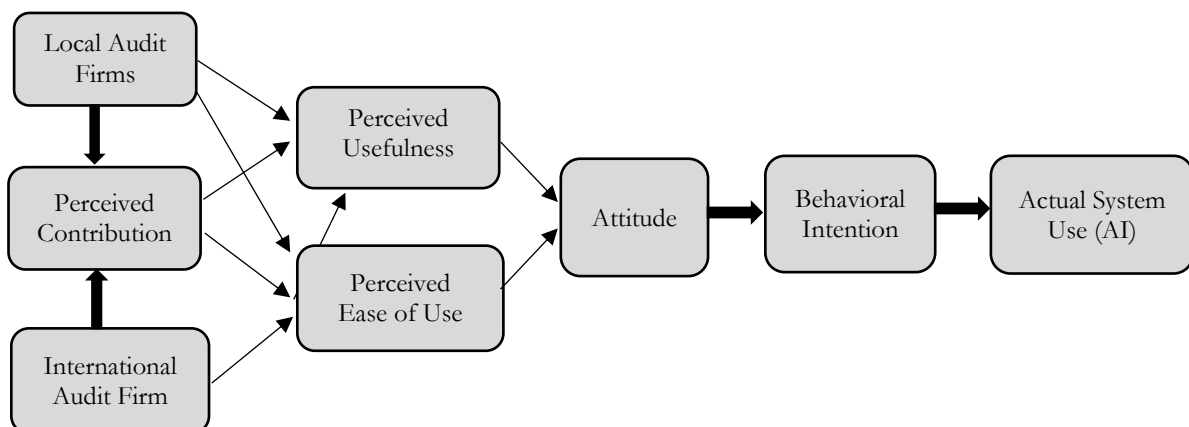 Local Audit
Firms
Perceived
Contribution
International
Audit Firm
Perceived
Usefulness
Perceived
Ease of Use
Attitude
Behavioral
Intention
Actual System
Use (AI)